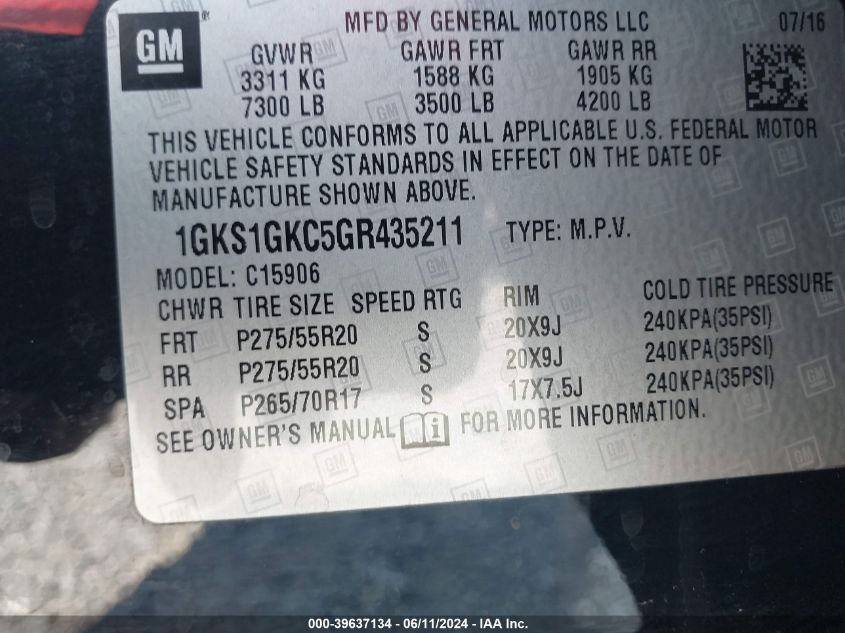 GM
MFD BY GENERAL MOTORS LLC 07/16
GVWR GAWR FRT GAWR RR
3311 KG 1588 KG 1905 KG
7300 LB 3500 LB 4200 LB
THIS VEHICLE CONFORMS TO ALL APPLICABLE U.S. FEDERAL MOTOR
VEHICLE SAFETY STANDARDS IN EFFECT ON THE DATE OF
MANUFACTURE SHOWN ABOVE.
1GKS1GKC5GR435211 TYPE: M.P.V.
MODEL: C15906
CHWR TIRE SIZE SPEED RTG RIM COLD TIRE PRESSURE
FRT P275/55R20 S 20X9J 240KPA(35PSI)
RR P275/55R20 S 20X9J 240KPA(35PSI)
SPA P265/70R17 S 17X7.5J 240KPA(35PSI)
SEE OWNER'S MANUAL FOR MORE INFORMATION.
000-39637134 - 06/11/2024 - IAA Inc.